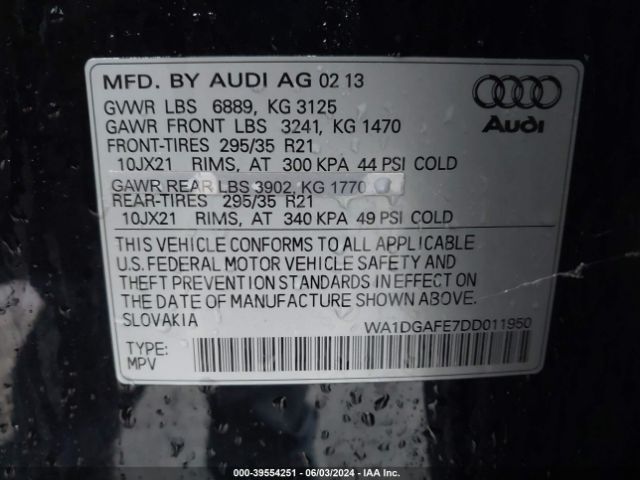 MFD. BY AUDI AG 02 13
GVWR LBS 6889, KG 3125
GAWR FRONT LBS 3241, KG 1470
FRONT-TIRES 295/35 R21
10JX21 RIMS, AT 300 KPA 44 PSI COLD
GAWR REAR LBS 3902, KG 1770
REAR-TIRES 295/35 R21
10JX21 RIMS, AT 340 KPA 49 PSI COLD
Audi
THIS VEHICLE CONFORMS TO ALL APPLICABLE
U.S. FEDERAL MOTOR VEHICLE SAFETY AND
THEFT PREVENTION STANDARDS IN EFFECT ON
THE DATE OF MANUFACTURE SHOWN ABOVE.
SLOVAKIA
WA1DGAFE7DD011950
TYPE:
MPV
000-39554251 - 06/03/2024 - IAA Inc.